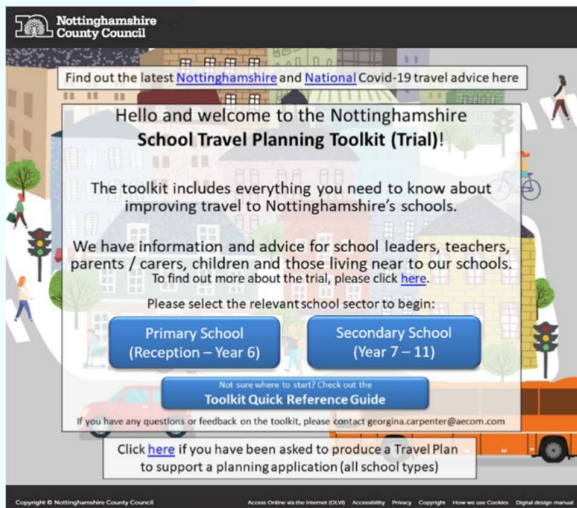 Nottinghamshire
County Council
Find out the latest Nottinghamshire and National Covid-19 travel advice here
Hello and welcome to the Nottinghamshire
School Travel Planning Toolkit (Trial)!
The toolkit includes everything you need to know about
improving travel to Nottinghamshire's schools.
We have information and advice for school leaders, teachers,
parents / carers, children and those living near to our schools.
To find out more about the trial, please click here.
Please select the relevant school sector to begin:
Primary School
(Reception – Year 6)
Secondary School
(Year 7 – 11)
Not sure where to start? Check out the
Toolkit Quick Reference Guide
If you have any questions or feedback on the toolkit, please contact georgina.carpenter@aecom.com
Click here if you have been asked to produce a Travel Plan
to support a planning application (all school types)
Copyright © Nottinghamshire County Council
Access Online via the Internet (OLVI) Accessibility Privacy Copyright How we use Cookies Digital design manual